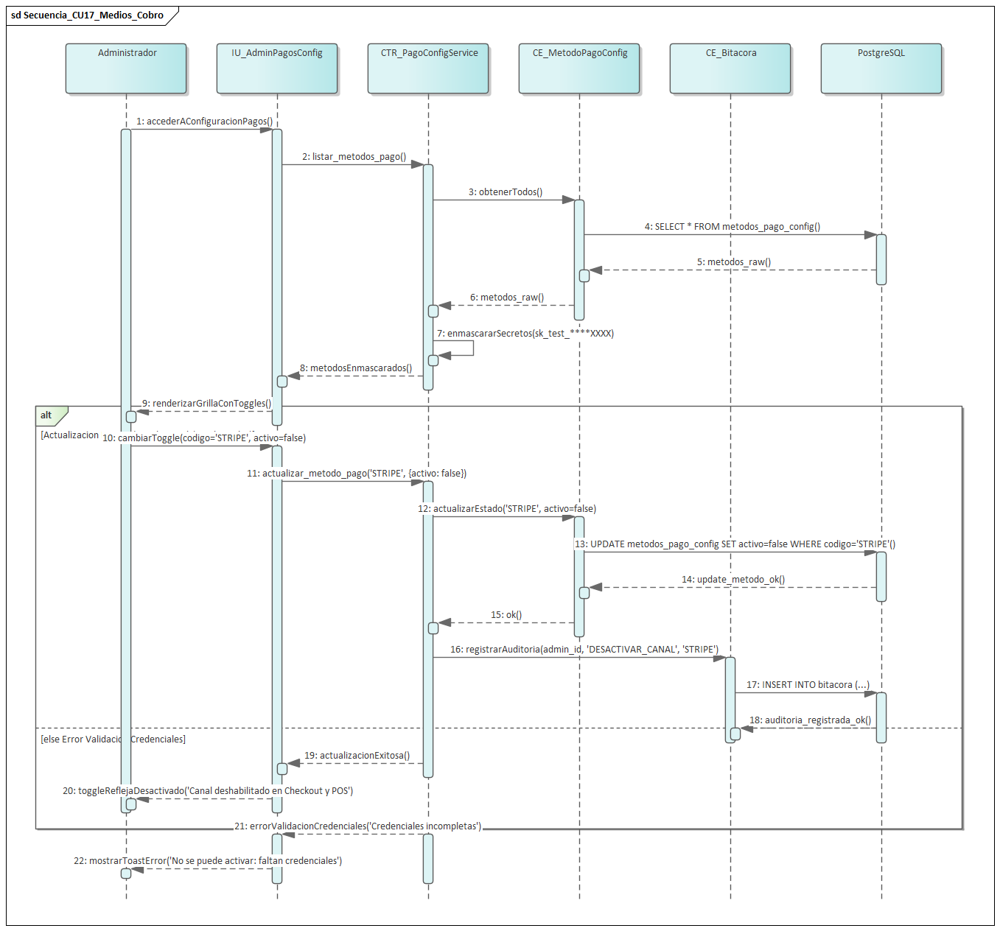 sd Secuencia_CU17_Medios_Cobro
Administrador
IU_AdminPagosConfig
CTR_PagoConfigService
CE_MetodoPagoConfig
CE_Bitacora
PostgreSQL
1: accederAConfiguracionPagos()
2: listar_metodos_pago()
3: obtenerTodos()
4: SELECT * FROM metodos_pago_config()
5: metodos_raw()
6: metodos_raw()
7: enmascararSecretos(sk_test_****XXXX)
8: metodosEnmascarados()
9: renderizarGrillaConToggles()
alt
[Actualizacion
10: cambiarToggle(codigo='STRIPE', activo=false)
11: actualizar_metodo_pago('STRIPE', {activo: false})
12: actualizarEstado('STRIPE', activo=false)
13: UPDATE metodos_pago_config SET activo=false WHERE codigo='STRIPE'()
14: update_metodo_ok()
15: ok()
16: registrarAuditoria(admin_id, 'DESACTIVAR_CANAL', 'STRIPE')
17: INSERT INTO bitacora (...)
18: auditoria_registrada_ok()
[else Error Validacion Credenciales]
19: actualizacionExitosa()
20: toggleReflejaDesactivado('Canal deshabilitado en Checkout y POS')
21: errorValidacionCredenciales('Credenciales incompletas')
22: mostrarToastError('No se puede activar: faltan credenciales')